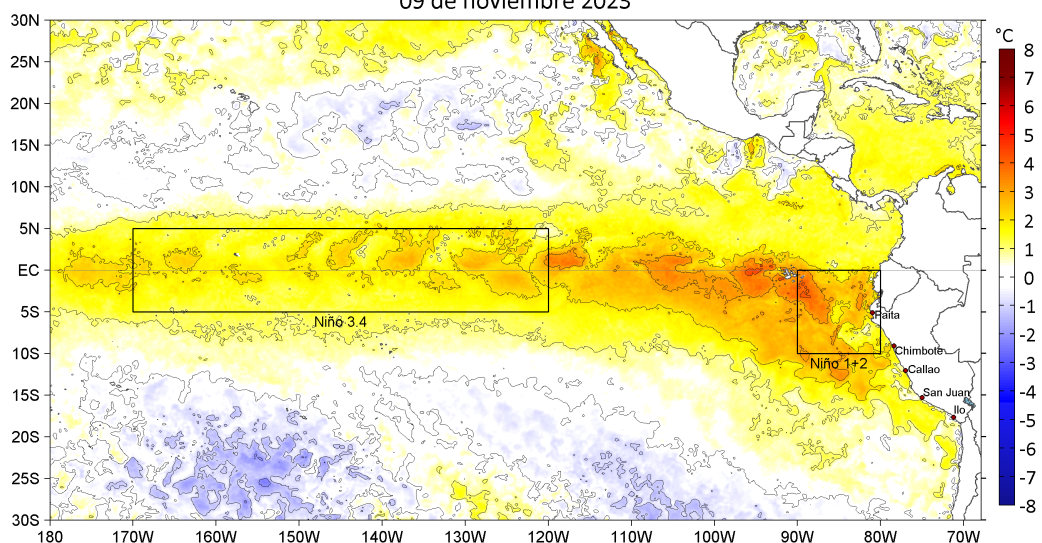 09 de noviembre 2023
30N
25N
20N
15N
10N
5N
EC
5S
10S
15S
20S
25S
30S
180
170W
160W
150W
140W
130W
120W
110W
100W
90W
80W
70W
Niño 3.4
Niño 1+2
Paita
Chimbote
Callao
San Juan
Ilo
°C
8
7
6
5
4
3
2
1
0
-1
-2
-3
-4
-5
-6
-7
-8